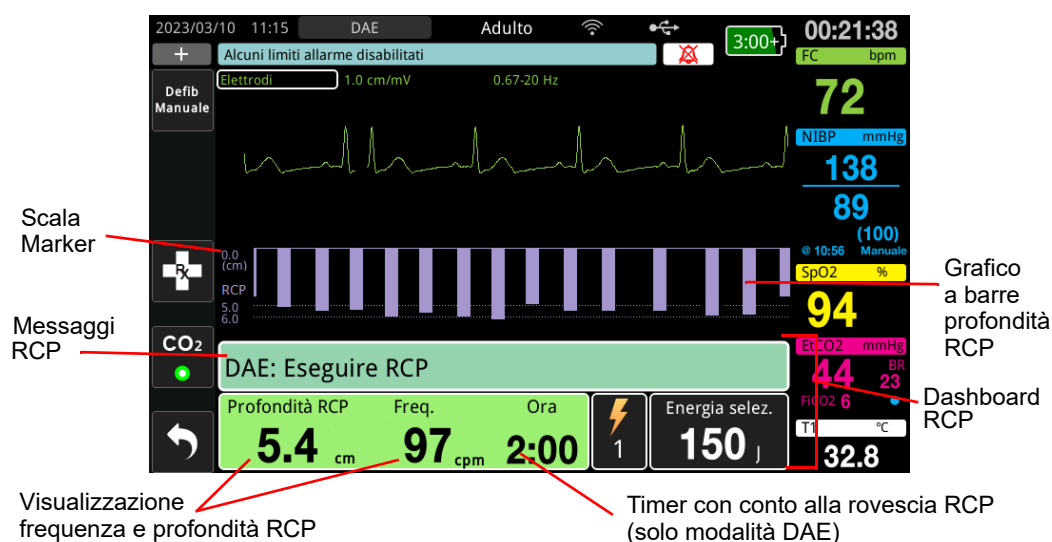 2023/03/10 11:15 DAE Adulto 3:00+ 00:21:38
+ Alcuni limiti allarme disabilitati FC bpm
Elettrodi 1.0 cm/mV 0.67-20 Hz
Defib
Manuale
72
NIBP mmHg
138
89
(100)
@ 10:56 Manuale
Scala
Marker
0.0
(cm)
RCP
5.0
6.0
Rx
SpO2 %
94
Grafico
a barre
profondità
RCP
Messaggi
RCP
CO2
DAE: Eseguire RCP
EtCO2 mmHg
44 BR
23
FiCO2 6
Dashboard
RCP
Profondità RCP Freq. Ora
5.4 cm 97 cpm 2:00
1
Energia selez.
150 J
T1 °C
32.8
Visualizzazione
frequenza e profondità RCP
Timer con conto alla rovescia RCP
(solo modalità DAE)